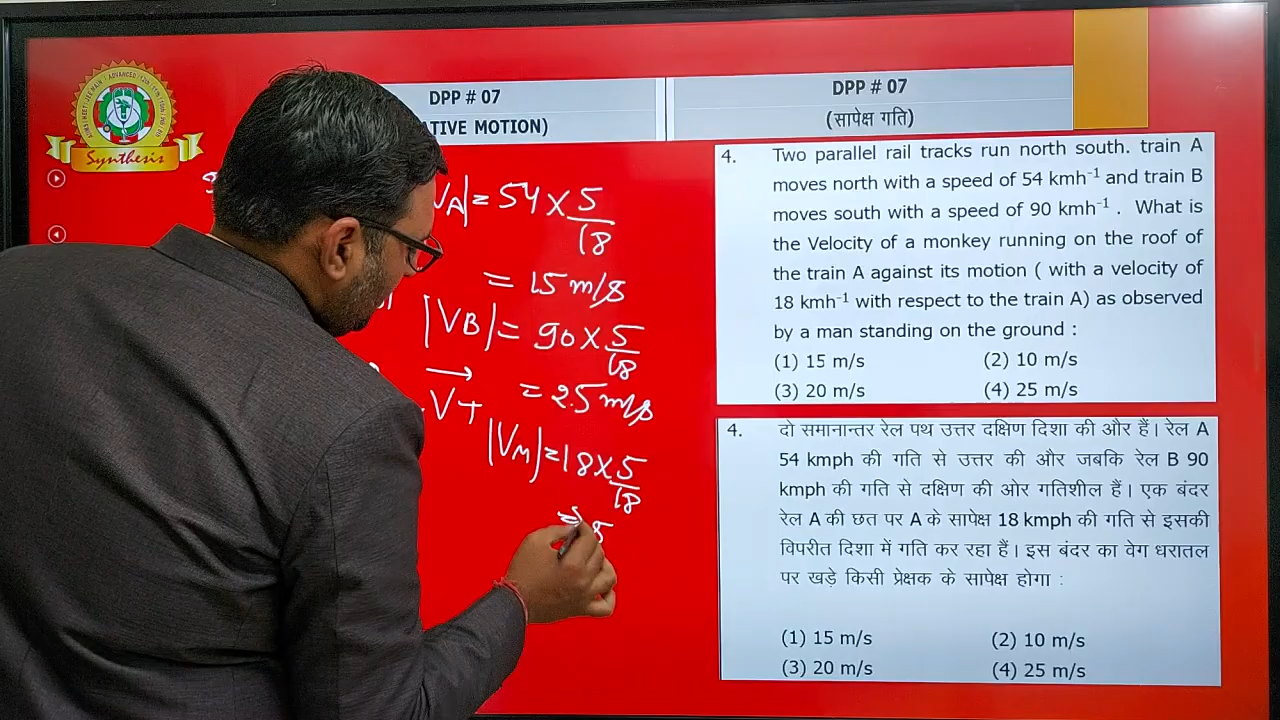 Synthesis
DPP # 07
TIVE MOTION)
DPP # 07
(सापेक्ष गति)
VA| = 54 × 5/18
= 15 m/s
|VB| = 90 × 5/18
= 25 m/s
V+
|VM| = 18 × 5/18
4. Two parallel rail tracks run north south. train A
moves north with a speed of 54 kmh⁻¹ and train B
moves south with a speed of 90 kmh⁻¹ . What is
the Velocity of a monkey running on the roof of
the train A against its motion ( with a velocity of
18 kmh⁻¹ with respect to the train A) as observed
by a man standing on the ground :
(1) 15 m/s (2) 10 m/s
(3) 20 m/s (4) 25 m/s
4. दो समानान्तर रेल पथ उत्तर दक्षिण दिशा की और हैं। रेल A
54 kmph की गति से उत्तर की ओर जबकि रेल B 90
kmph की गति से दक्षिण की ओर गतिशील हैं। एक बंदर
रेल A की छत पर A के सापेक्ष 18 kmph की गति से इसकी
विपरीत दिशा में गति कर रहा हैं। इस बंदर का वेग धरातल
पर खड़े किसी प्रेक्षक के सापेक्ष होगा :
(1) 15 m/s (2) 10 m/s
(3) 20 m/s (4) 25 m/s